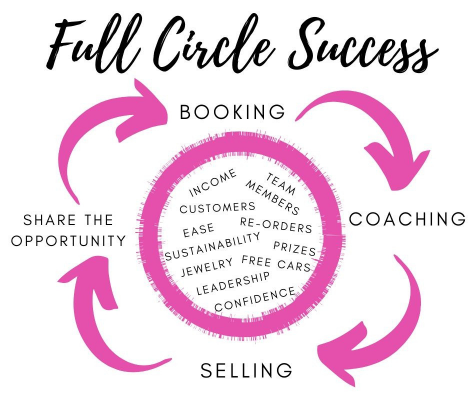 Full Circle Success
BOOKING
COACHING
SELLING
SHARE THE
OPPORTUNITY
INCOME
TEAM
MEMBERS
CUSTOMERS
EASE
RE-ORDERS
SUSTAINABILITY
PRIZES
JEWELRY
FREE CARS
LEADERSHIP
CONFIDENCE